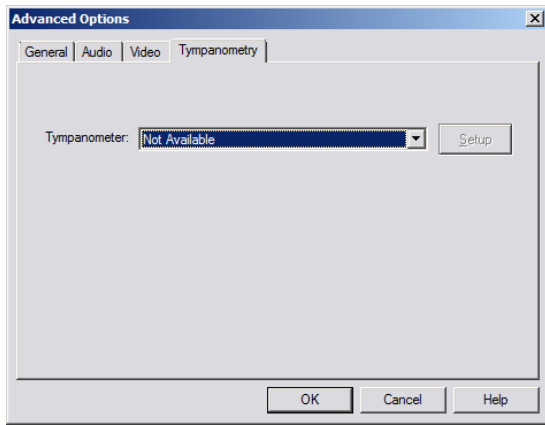 Advanced Options
General Audio Video Tympanometry
Tympanometer: Not Available Setup
OK Cancel Help